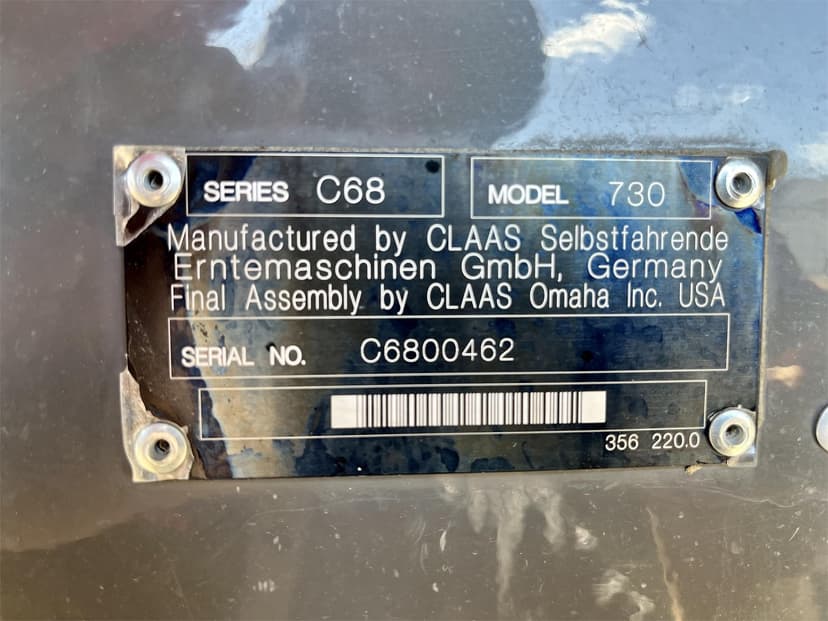 SERIES C68 MODEL 730
Manufactured by CLAAS Selbstfahrende
Erntemaschinen GmbH, Germany
Final Assembly by CLAAS Omaha Inc. USA
SERIAL NO. C6800462
356 220.0